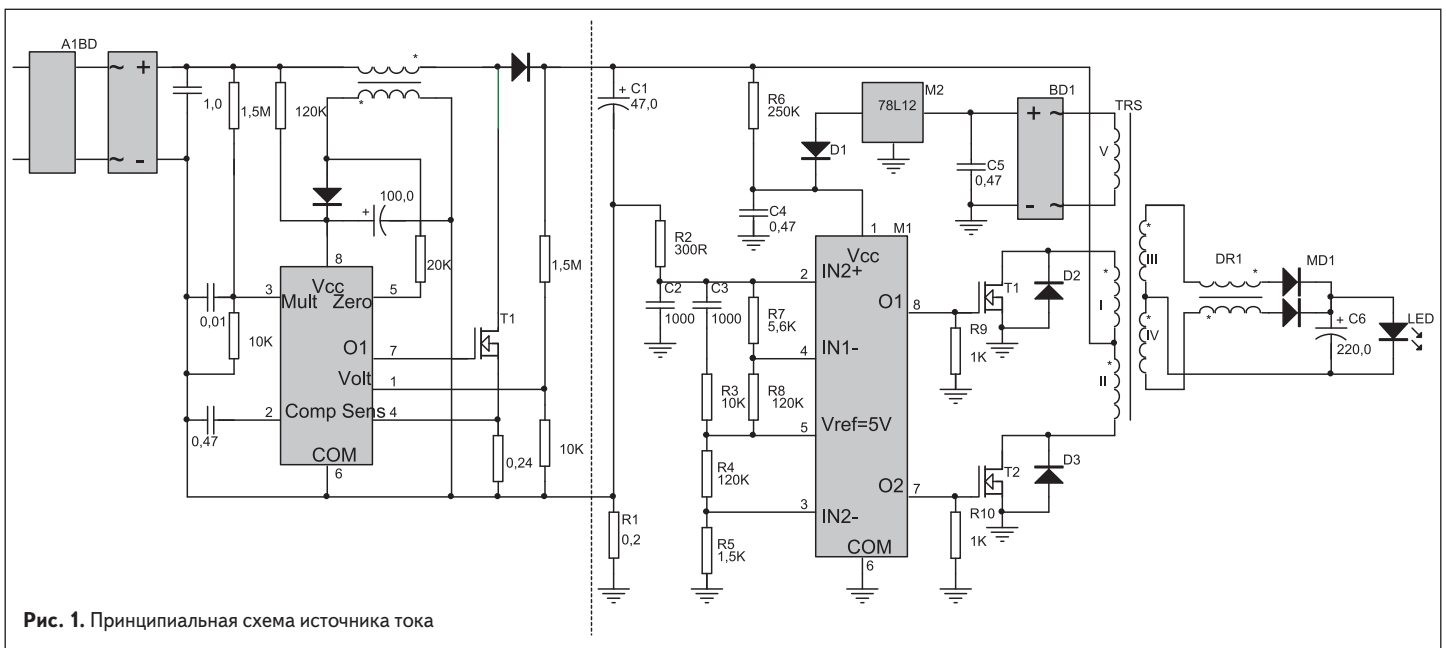 A1BD
~ +
~ -
1,0
1,5M
120K
*
*
100,0
20K
1,5M
8
Vcc
3 Mult Zero 5
0,01
10K
O1 7
T1
Volt 1
2 Comp Sens 4
0,47
COM
6
0,24
10K
+ C1
47,0
R6
250K
M2
78L12
BD1
+ ~
- ~
TRS
V
D1
C5
0,47
C4
0,47
R2
300R
C2
1000
C3
1000
R7
5,6K
R3
10K
R8
120K
R4
120K
R5
1,5K
R1
0,2
1 M1
Vcc
2 IN2+
O1 8
4 IN1-
5 Vref=5V
O2 7
3 IN2-
COM
6
T1
D2
R9
1K
T2
D3
R10
1K
*
I
*
II
*
III
*
IV
DR1
*
*
MD1
+ C6
220,0
LED
Рис. 1. Принципиальная схема источника тока